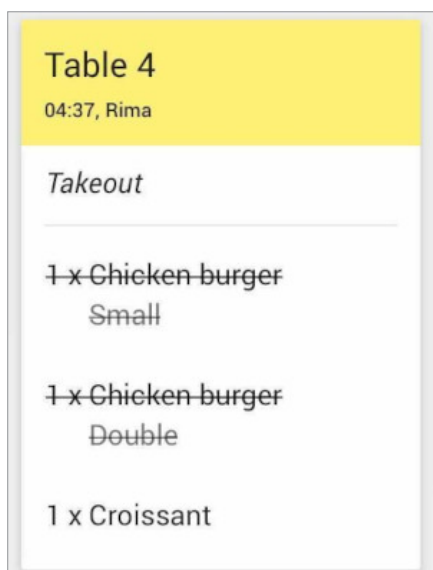 Table 4
04:37, Rima
Takeout
1 x Chicken burger
Small
1 x Chicken burger
Double
1 x Croissant